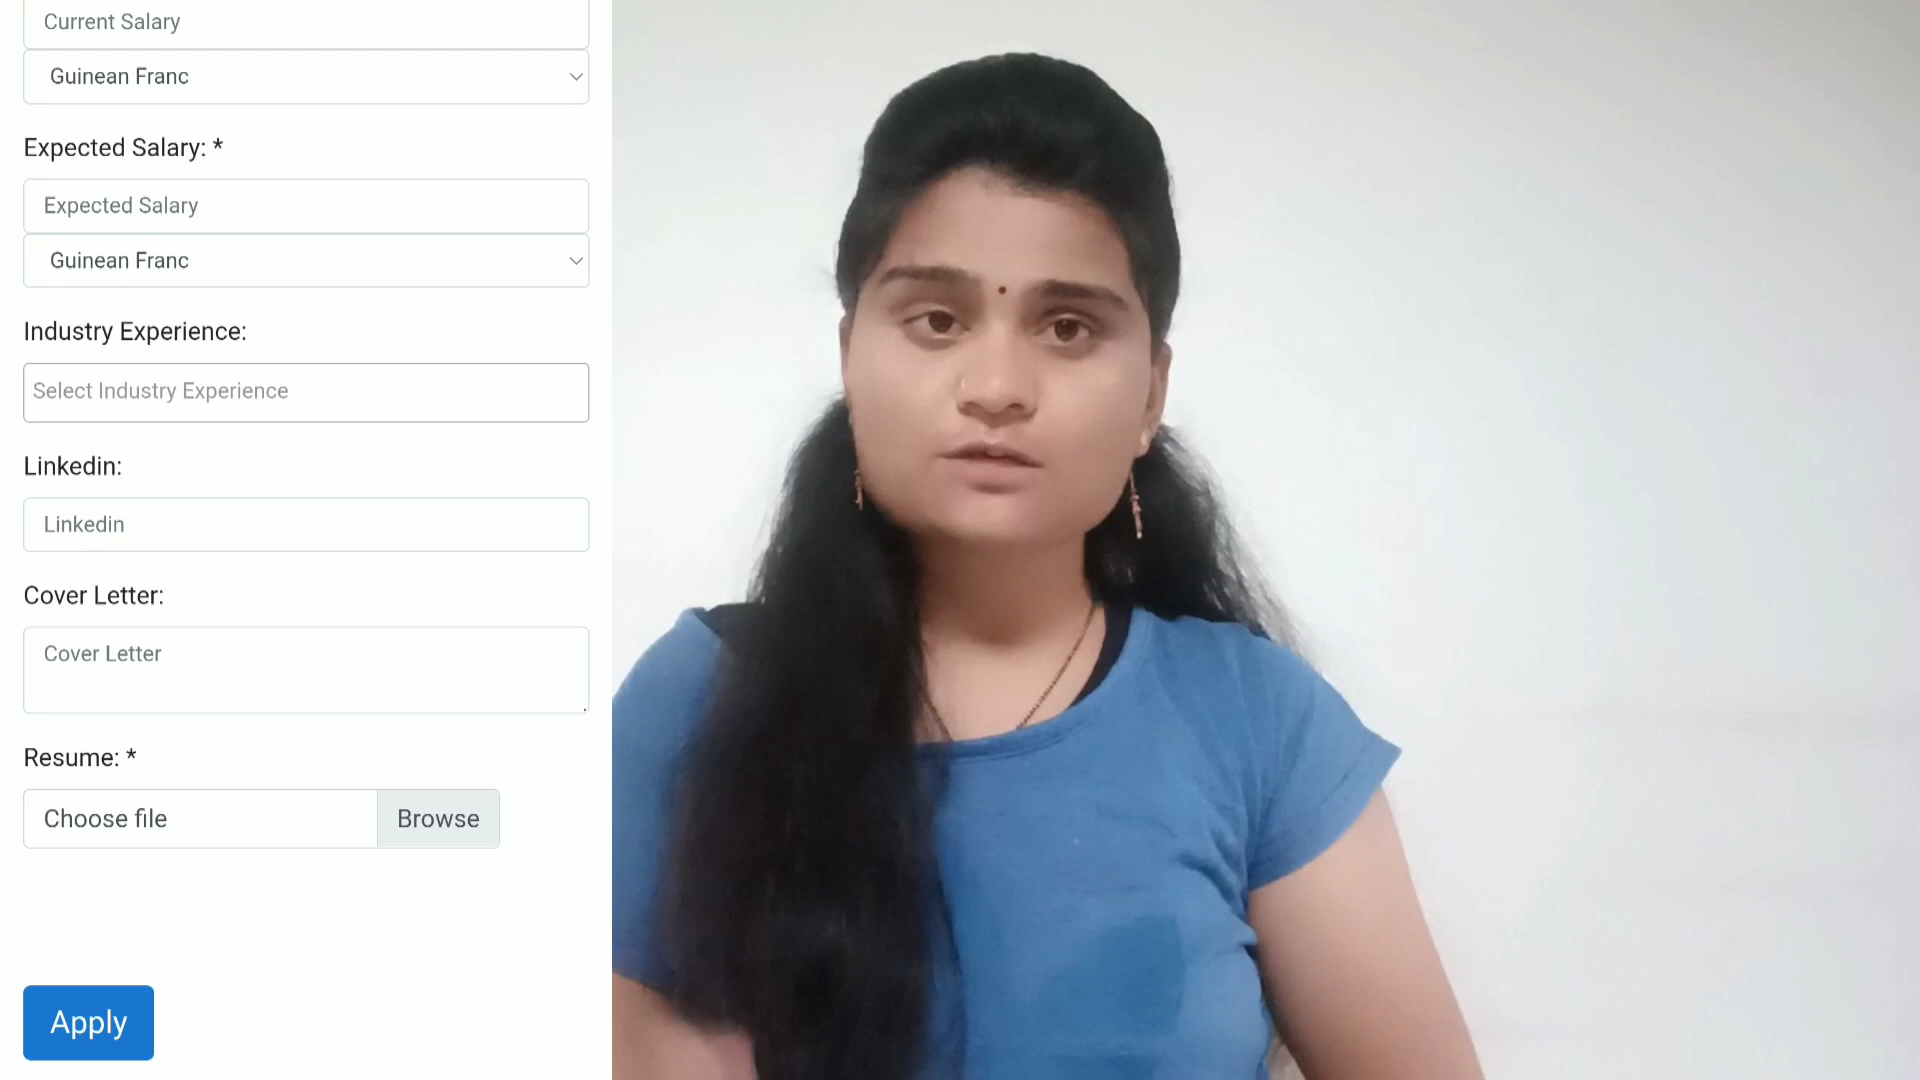 Current Salary
Guinean Franc
Expected Salary: *
Expected Salary
Guinean Franc
Industry Experience:
Select Industry Experience
Linkedin:
Linkedin
Cover Letter:
Cover Letter
Resume: *
Choose file
Browse
Apply